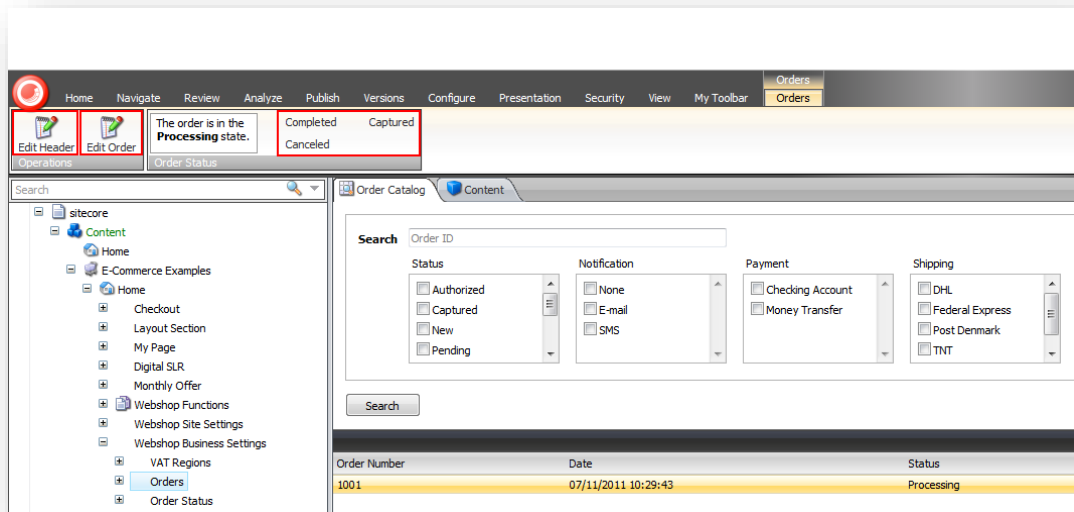 Orders
Home Navigate Review Analyze Publish Versions Configure Presentation Security View My Toolbar Orders
Edit Header
Edit Order
Operations
The order is in the
Processing state.
Completed Captured
Canceled
Order Status
Search
sitecore
Content
Home
E-Commerce Examples
Home
Checkout
Layout Section
My Page
Digital SLR
Monthly Offer
Webshop Functions
Webshop Site Settings
Webshop Business Settings
VAT Regions
Orders
Order Status
Order Catalog
Content
Search Order ID
Status
Authorized
Captured
New
Pending
Notification
None
E-mail
SMS
Payment
Checking Account
Money Transfer
Shipping
DHL
Federal Express
Post Denmark
TNT
Search
Order Number Date Status
1001 07/11/2011 10:29:43 Processing